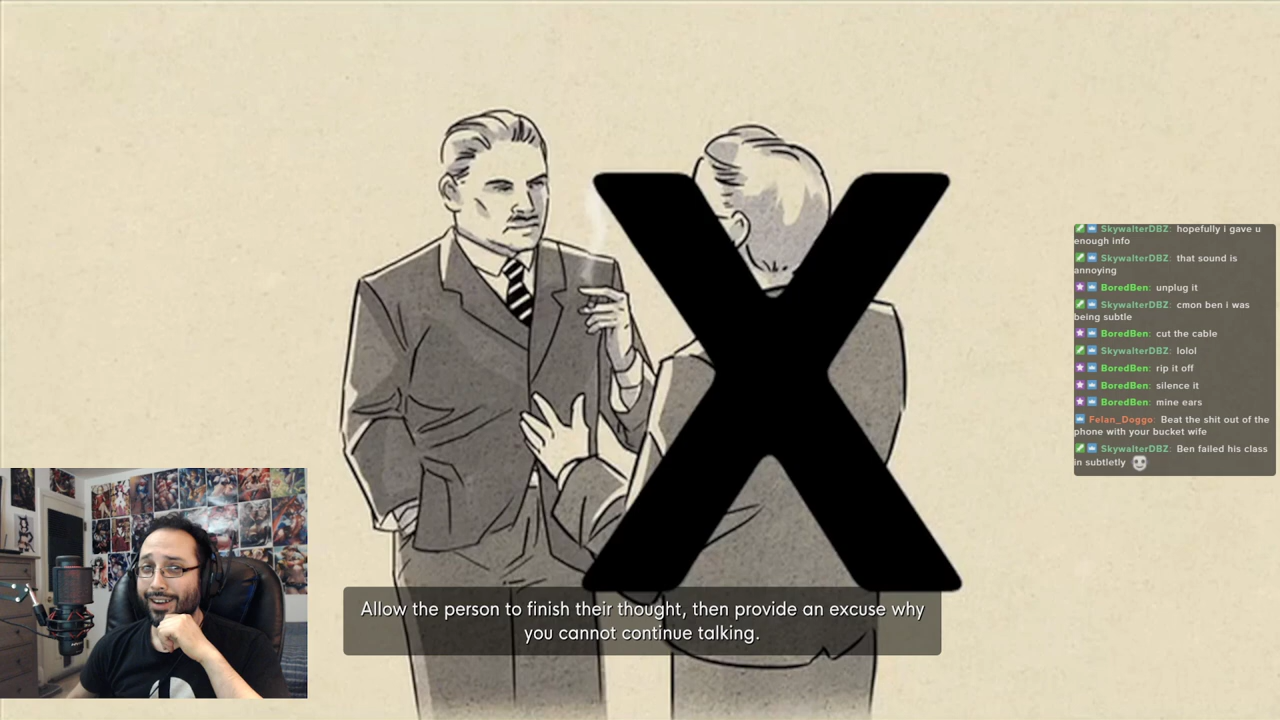 SkywalterDBZ: hopefully i gave u
enough info
SkywalterDBZ: that sound is
annoying
BoredBen: unplug it
SkywalterDBZ: cmon ben i was
being subtle
BoredBen: cut the cable
SkywalterDBZ: lolol
BoredBen: rip it off
BoredBen: silence it
BoredBen: mine ears
Felan_Doggo: Beat the shit out of the
phone with your bucket wife
SkywalterDBZ: Ben failed his class
in subtletly
X
Allow the person to finish their thought, then provide an excuse why
you cannot continue talking.